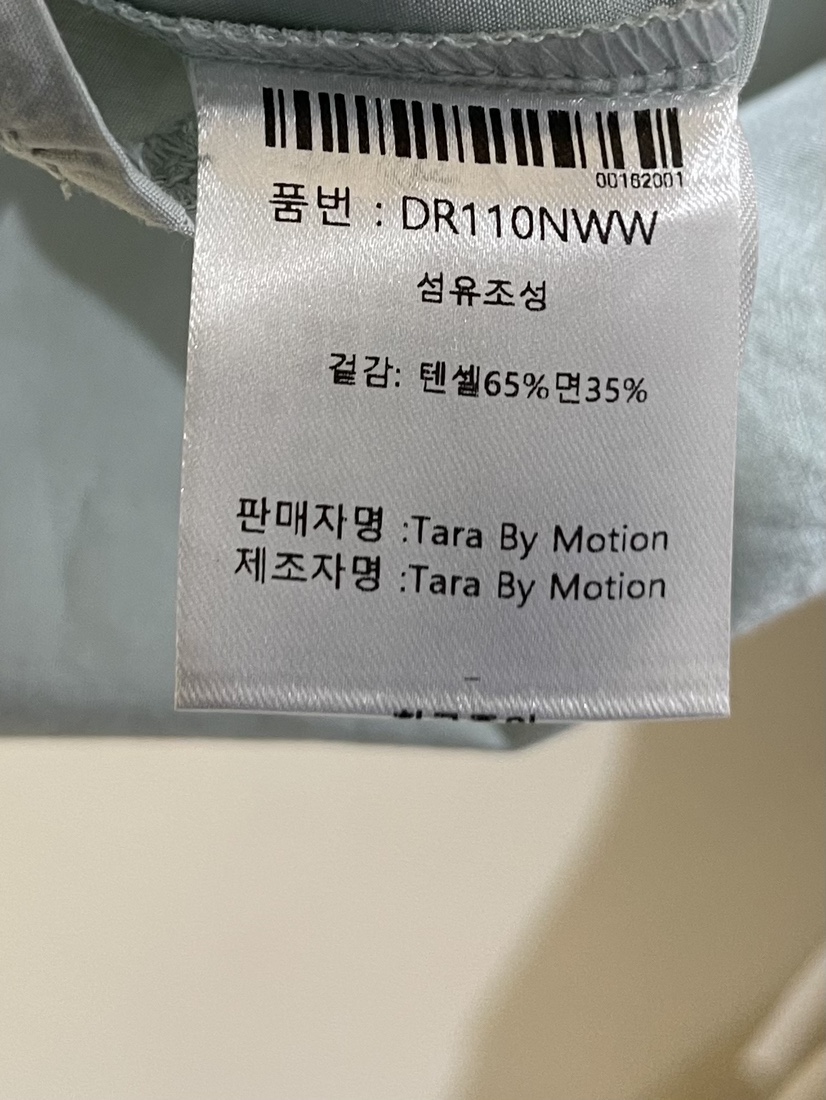 00162001
품번 : DR110NWW
섬유조성
겉감: 텐셀65%면35%
판매자명 :Tara By Motion
제조자명 :Tara By Motion